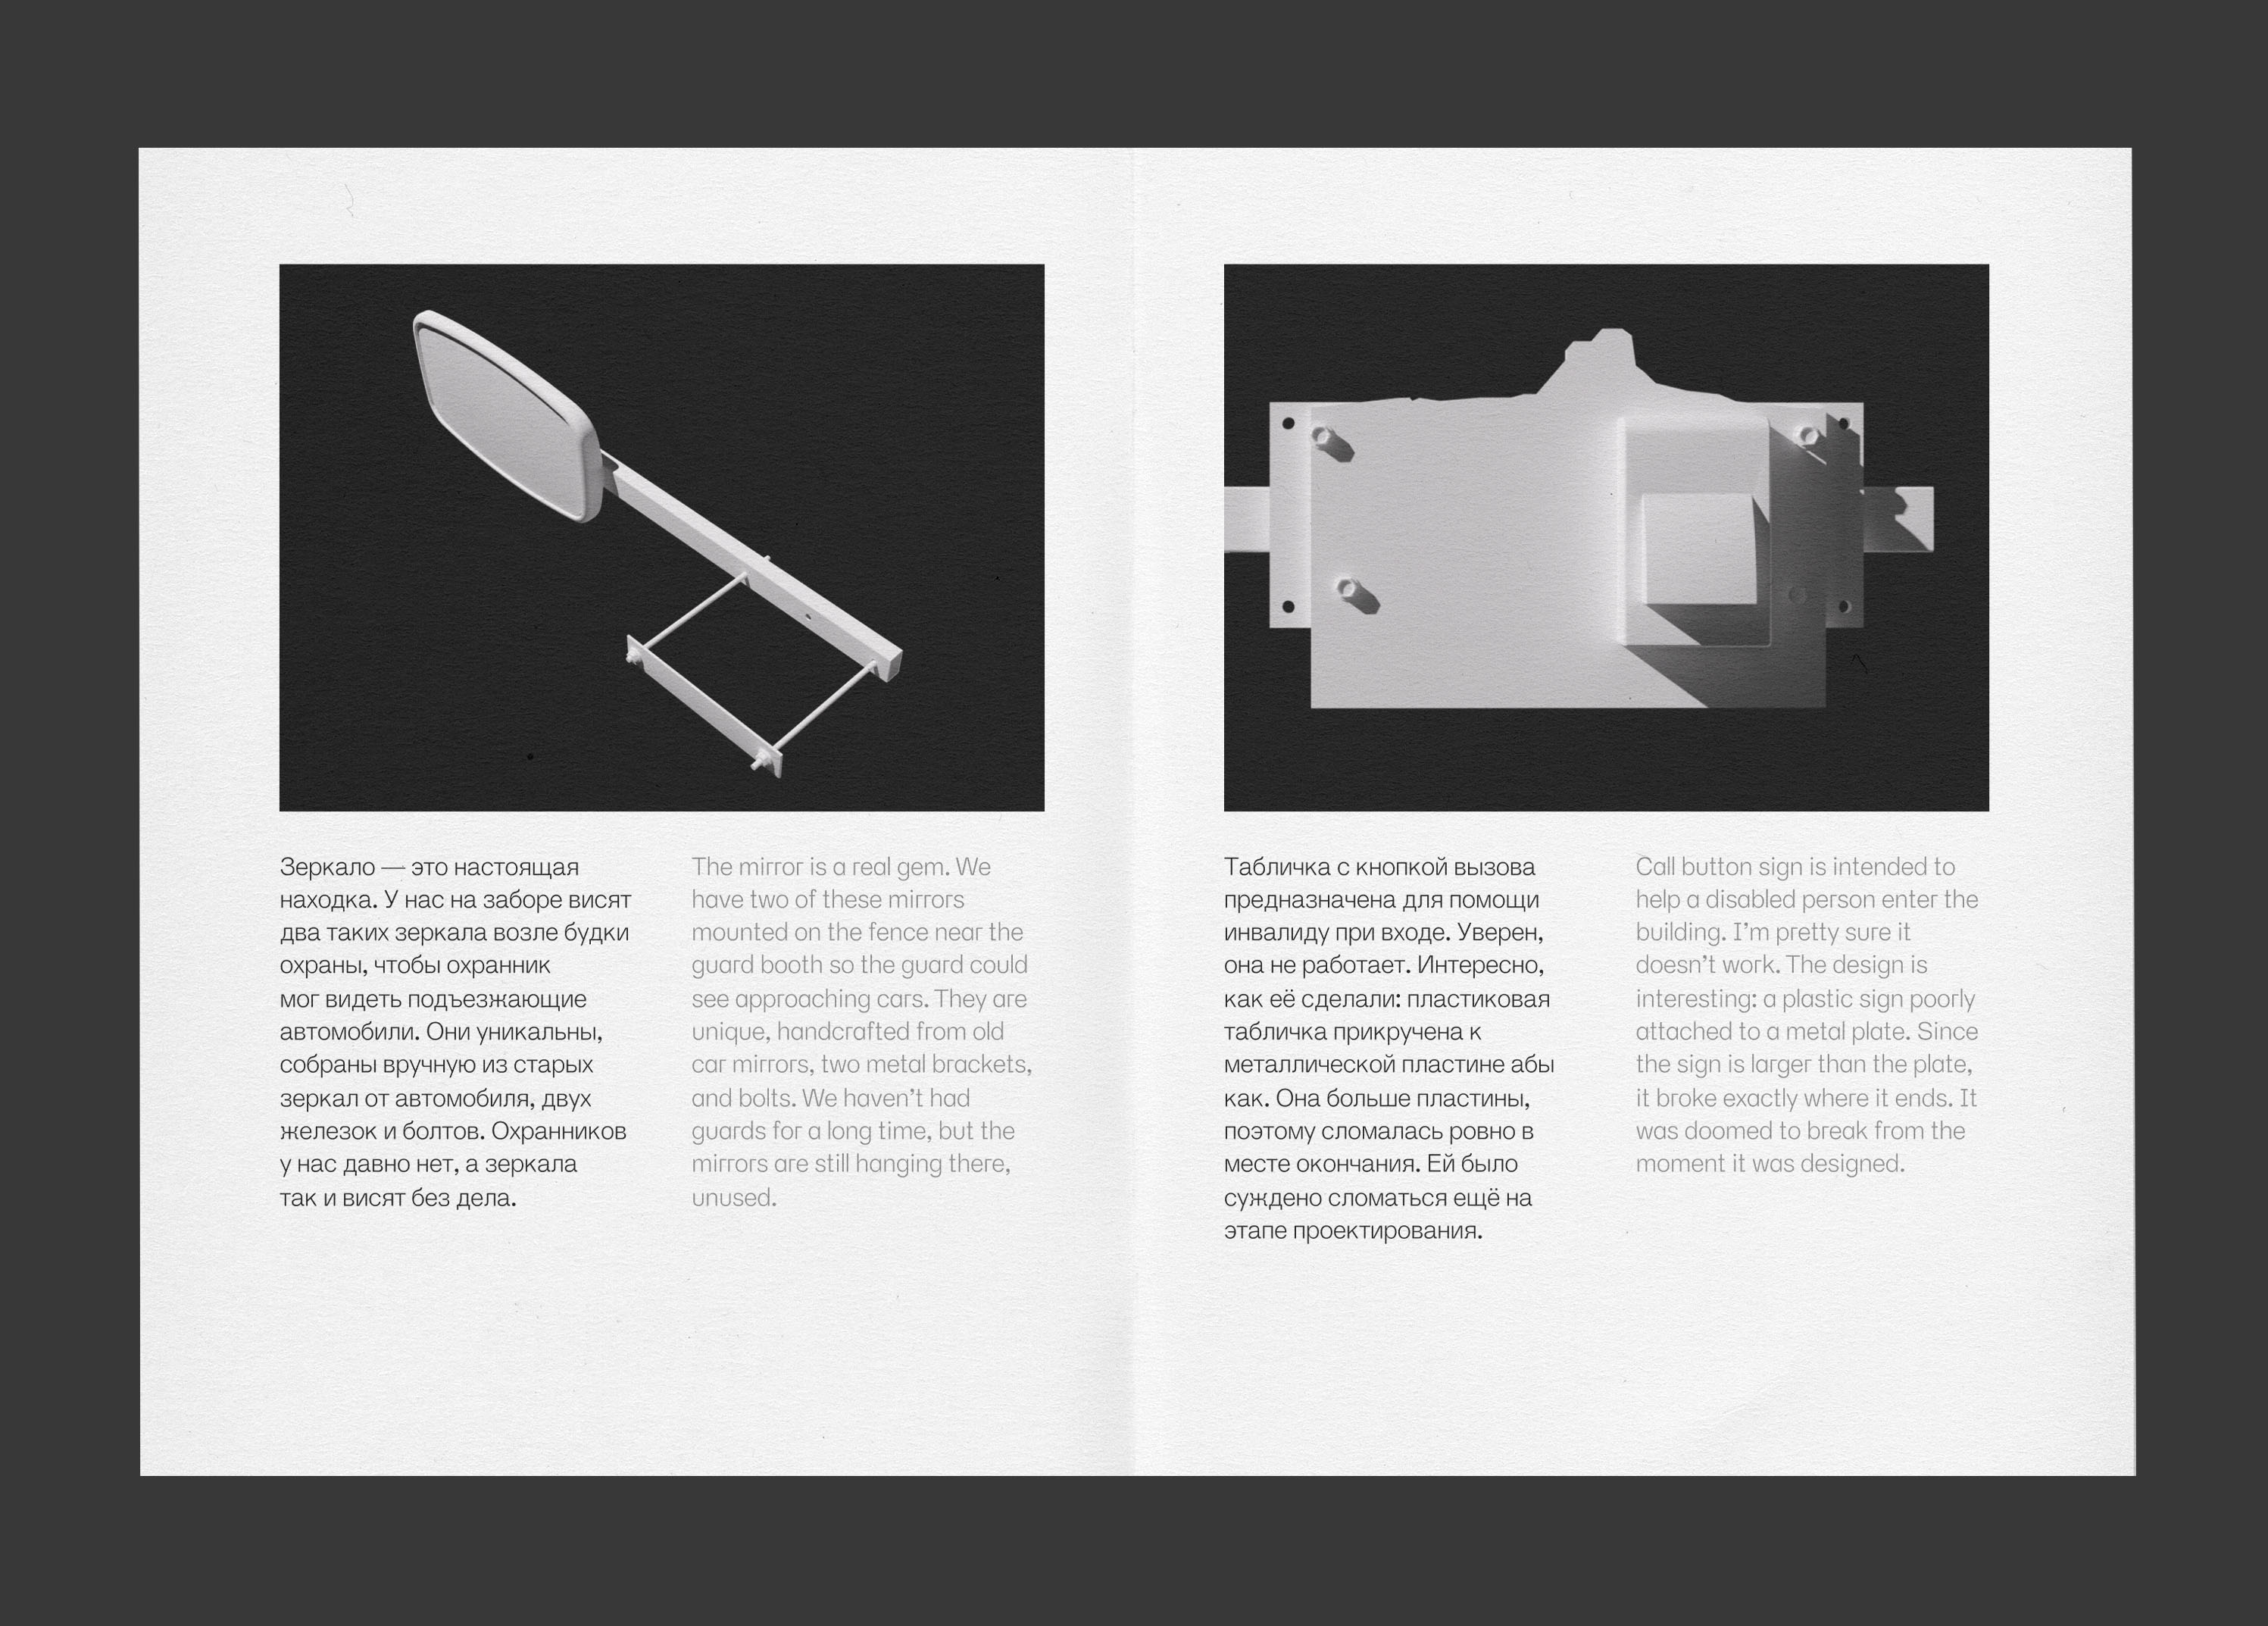 Зеркало — это настоящая
находка. У нас на заборе висят
два таких зеркала возле будки
охраны, чтобы охранник
мог видеть подъезжающие
автомобили. Они уникальны,
собраны вручную из старых
зеркал от автомобиля, двух
железок и болтов. Охранников
у нас давно нет, а зеркала
так и висят без дела.
The mirror is a real gem. We
have two of these mirrors
mounted on the fence near the
guard booth so the guard could
see approaching cars. They are
unique, handcrafted from old
car mirrors, two metal brackets,
and bolts. We haven’t had
guards for a long time, but the
mirrors are still hanging there,
unused.
Табличка с кнопкой вызова
предназначена для помощи
инвалиду при входе. Уверен,
она не работает. Интересно,
как её сделали: пластиковая
табличка прикручена к
металлической пластине абы
как. Она больше пластины,
поэтому сломалась ровно в
месте окончания. Ей было
суждено сломаться ещё на
этапе проектирования.
Call button sign is intended to
help a disabled person enter the
building. I’m pretty sure it
doesn’t work. The design is
interesting: a plastic sign poorly
attached to a metal plate. Since
the sign is larger than the plate,
it broke exactly where it ends. It
was doomed to break from the
moment it was designed.